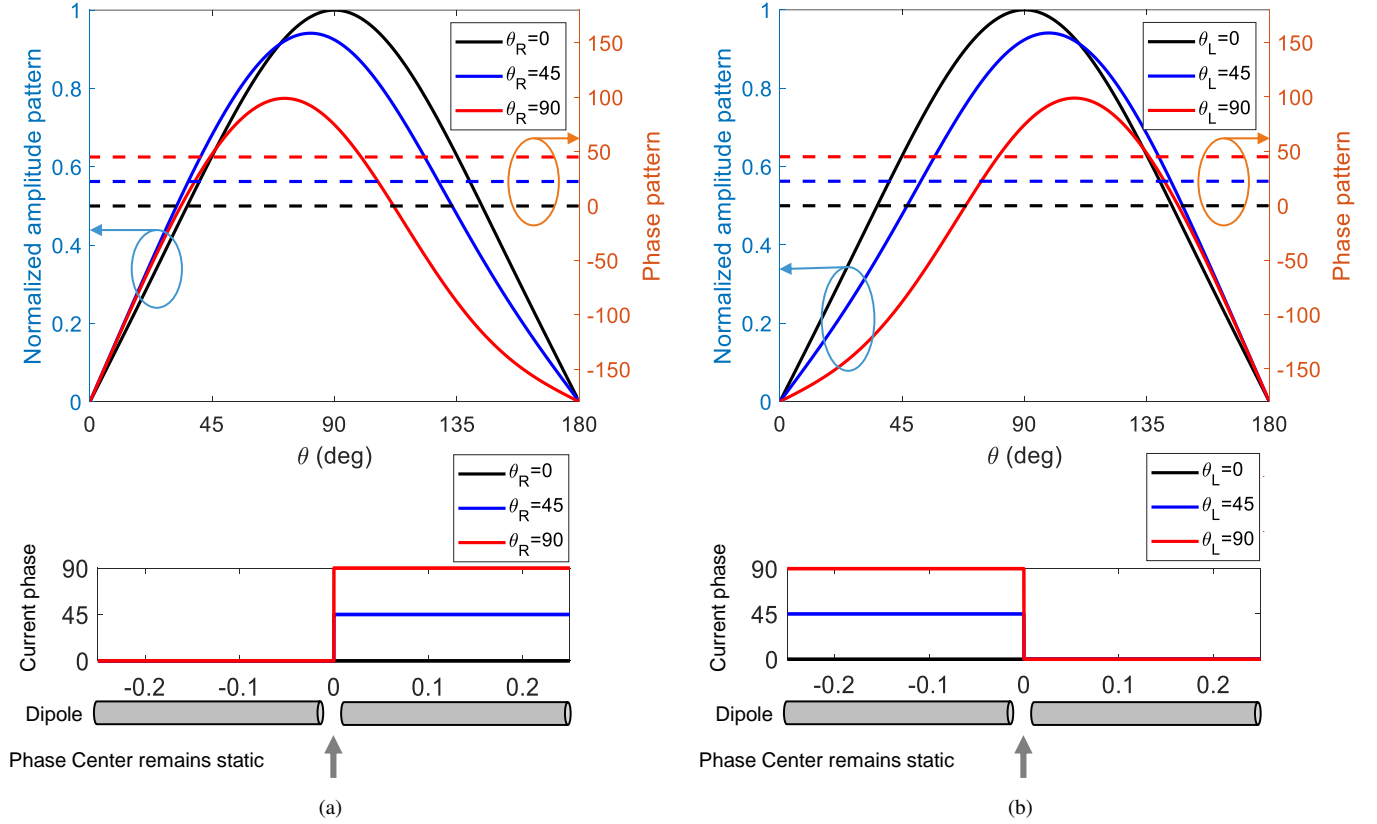 Normalized amplitude pattern
1
0.8
0.6
0.4
0.2
0
θR=0
θR=45
θR=90
150
100
50
0
-50
-100
-150
Phase pattern
0 45 90 135 180
θ (deg)
θR=0
θR=45
θR=90
Current phase
90
45
0
-0.2 -0.1 0 0.1 0.2
Dipole
Phase Center remains static
(a)
Normalized amplitude pattern
1
0.8
0.6
0.4
0.2
0
θL=0
θL=45
θL=90
150
100
50
0
-50
-100
-150
Phase pattern
0 45 90 135 180
θ (deg)
θL=0
θL=45
θL=90
Current phase
90
45
0
-0.2 -0.1 0 0.1 0.2
Dipole
Phase Center remains static
(b)